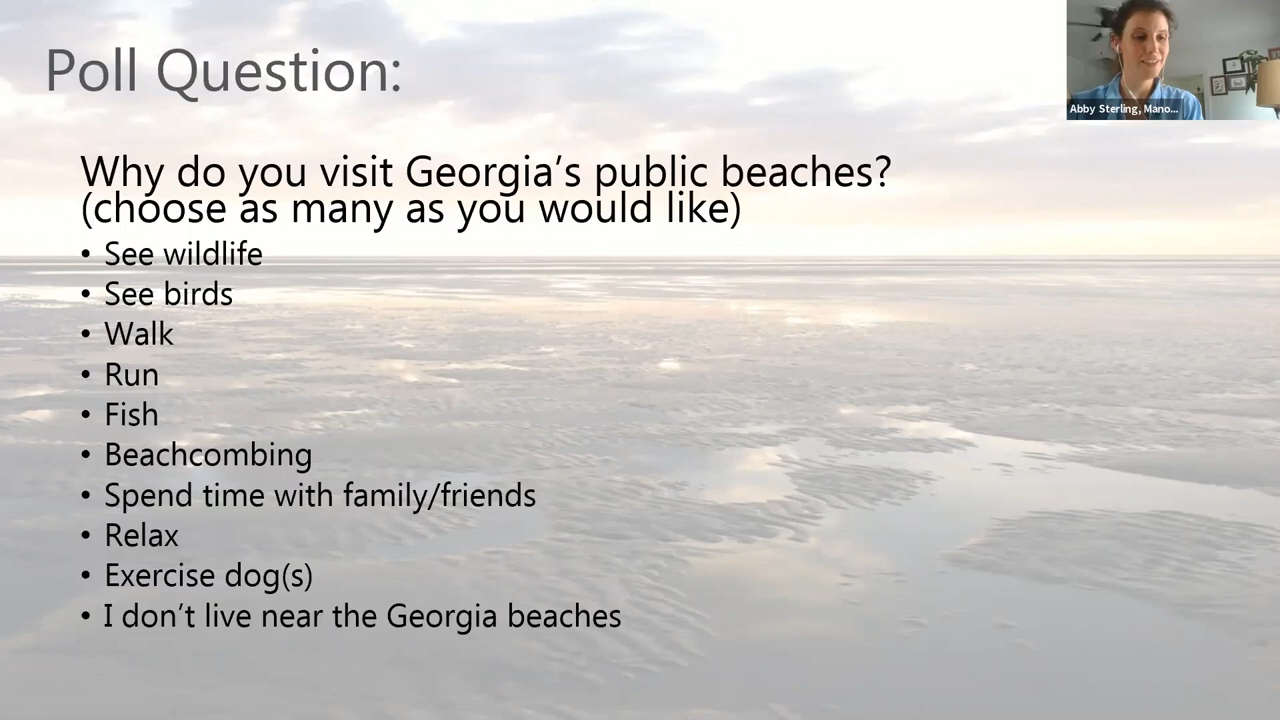 Poll Question:
Abby Sterling, Mano...
Why do you visit Georgia’s public beaches?
(choose as many as you would like)
• See wildlife
• See birds
• Walk
• Run
• Fish
• Beachcombing
• Spend time with family/friends
• Relax
• Exercise dog(s)
• I don’t live near the Georgia beaches